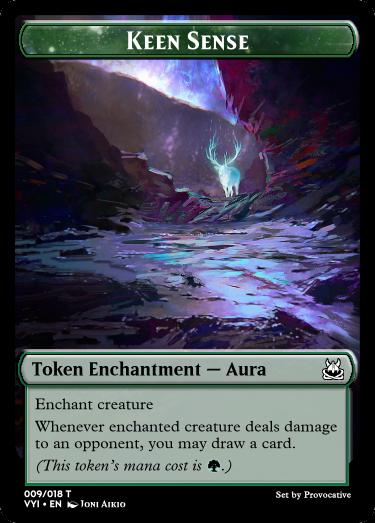 Keen Sense
Token Enchantment — Aura
Enchant creature
Whenever enchanted creature deals damage
to an opponent, you may draw a card.
(This token's mana cost is .)
009/018 T
VYI • EN Joni Aikio
Set by Provocative